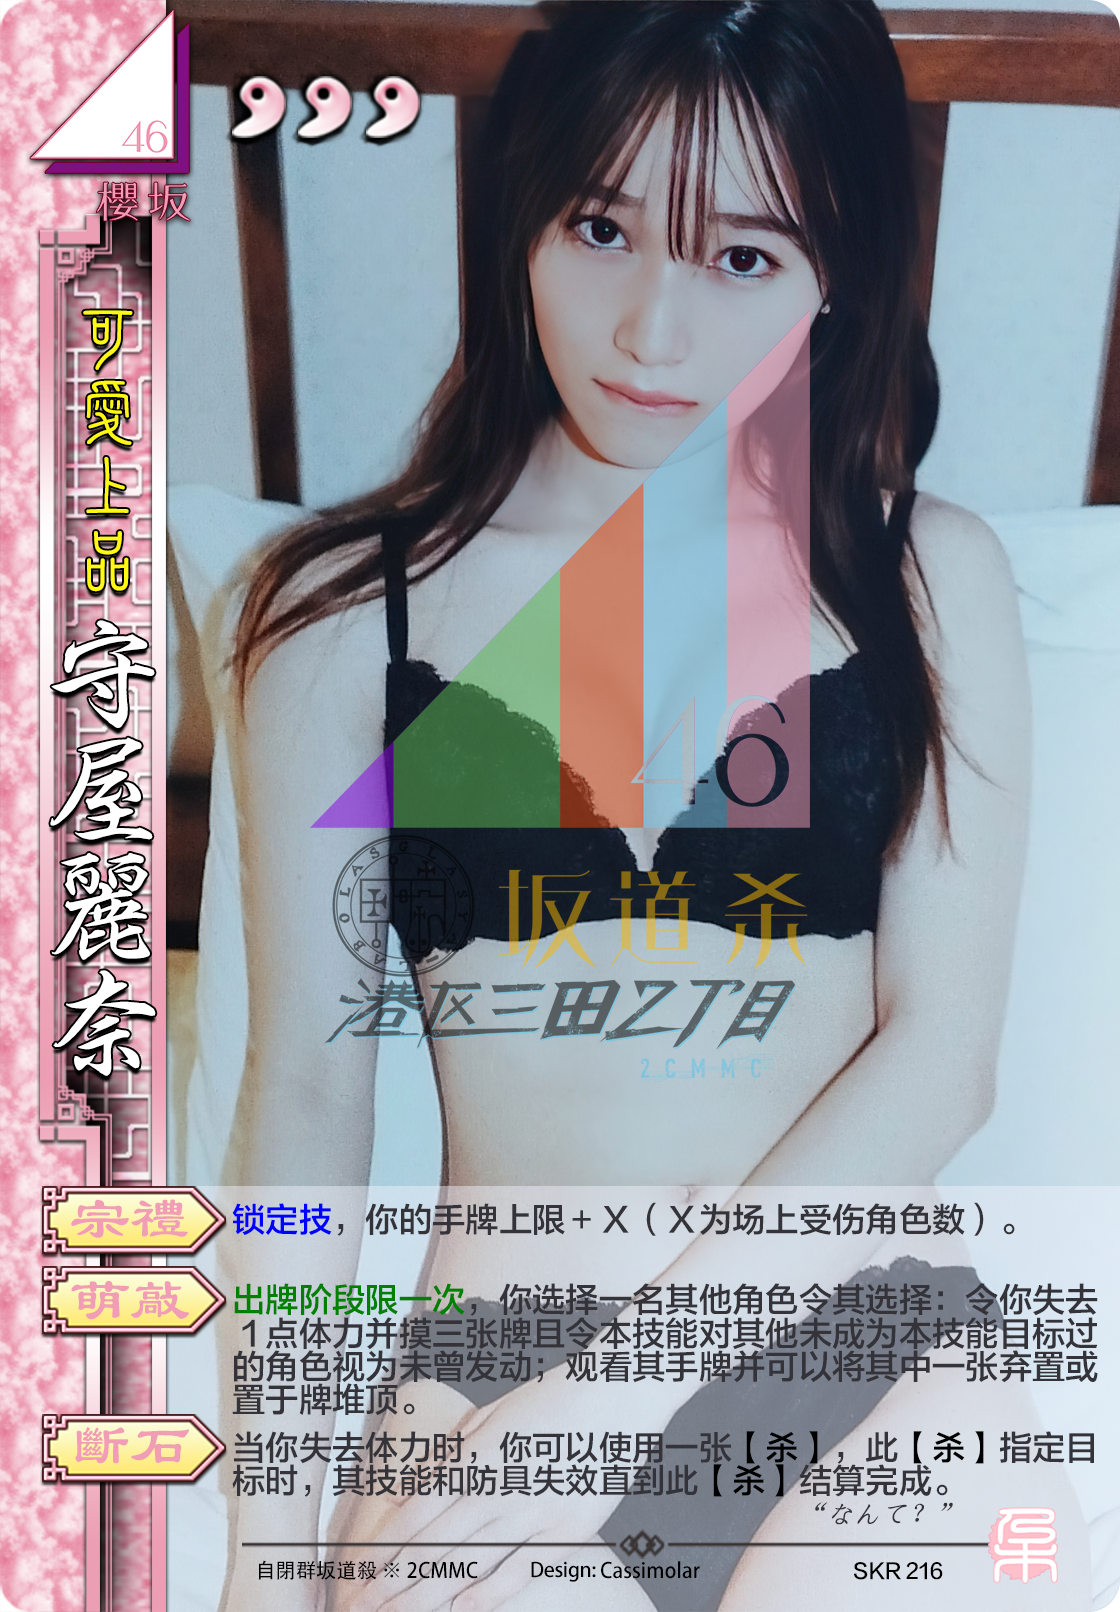 46
櫻坂
可愛上品
守屋麗奈
46
BOLAS GLASY
坂道杀
港区三田2丁目
2CMMC
宗禮
锁定技，你的手牌上限＋X（X为场上受伤角色数）。
萌敲
出牌阶段限一次，你选择一名其他角色令其选择：令你失去
1点体力并摸三张牌且令本技能对其他未成为本技能目标过
的角色视为未曾发动；观看其手牌并可以将其中一张弃置或
置于牌堆顶。
斷石
当你失去体力时，你可以使用一张【杀】，此【杀】指定目
标时，其技能和防具失效直到此【杀】结算完成。
“なんて？”
自閉群坂道殺 ※ 2CMMC
Design: Cassimolar
SKR 216